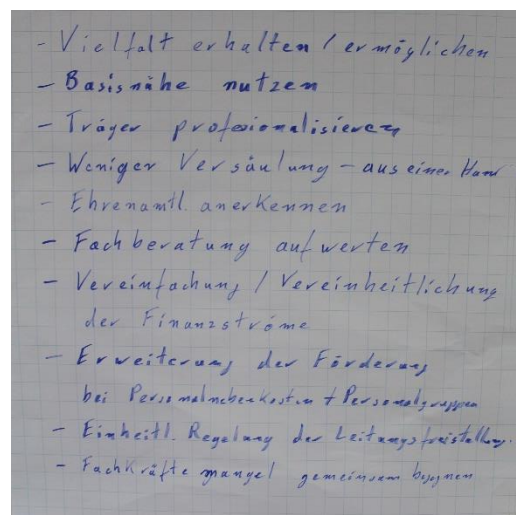 - Vielfalt erhalten / ermöglichen
- Basisnähe nutzen
- Träger profesionalisieren
- Weniger Versäulung - aus einer Hand
- Ehrenamtl. anerkennen
- Fachberatung aufwerten
- Vereinfachung / Vereinheitlichung
der Finanzströme
- Erweiterung der Förderung
bei Personalnebenkosten + Personalgruppen
- Einheitl. Regelung der Leitungsfreistellung.
- Fachkräftemangel gemeinsam begegnen